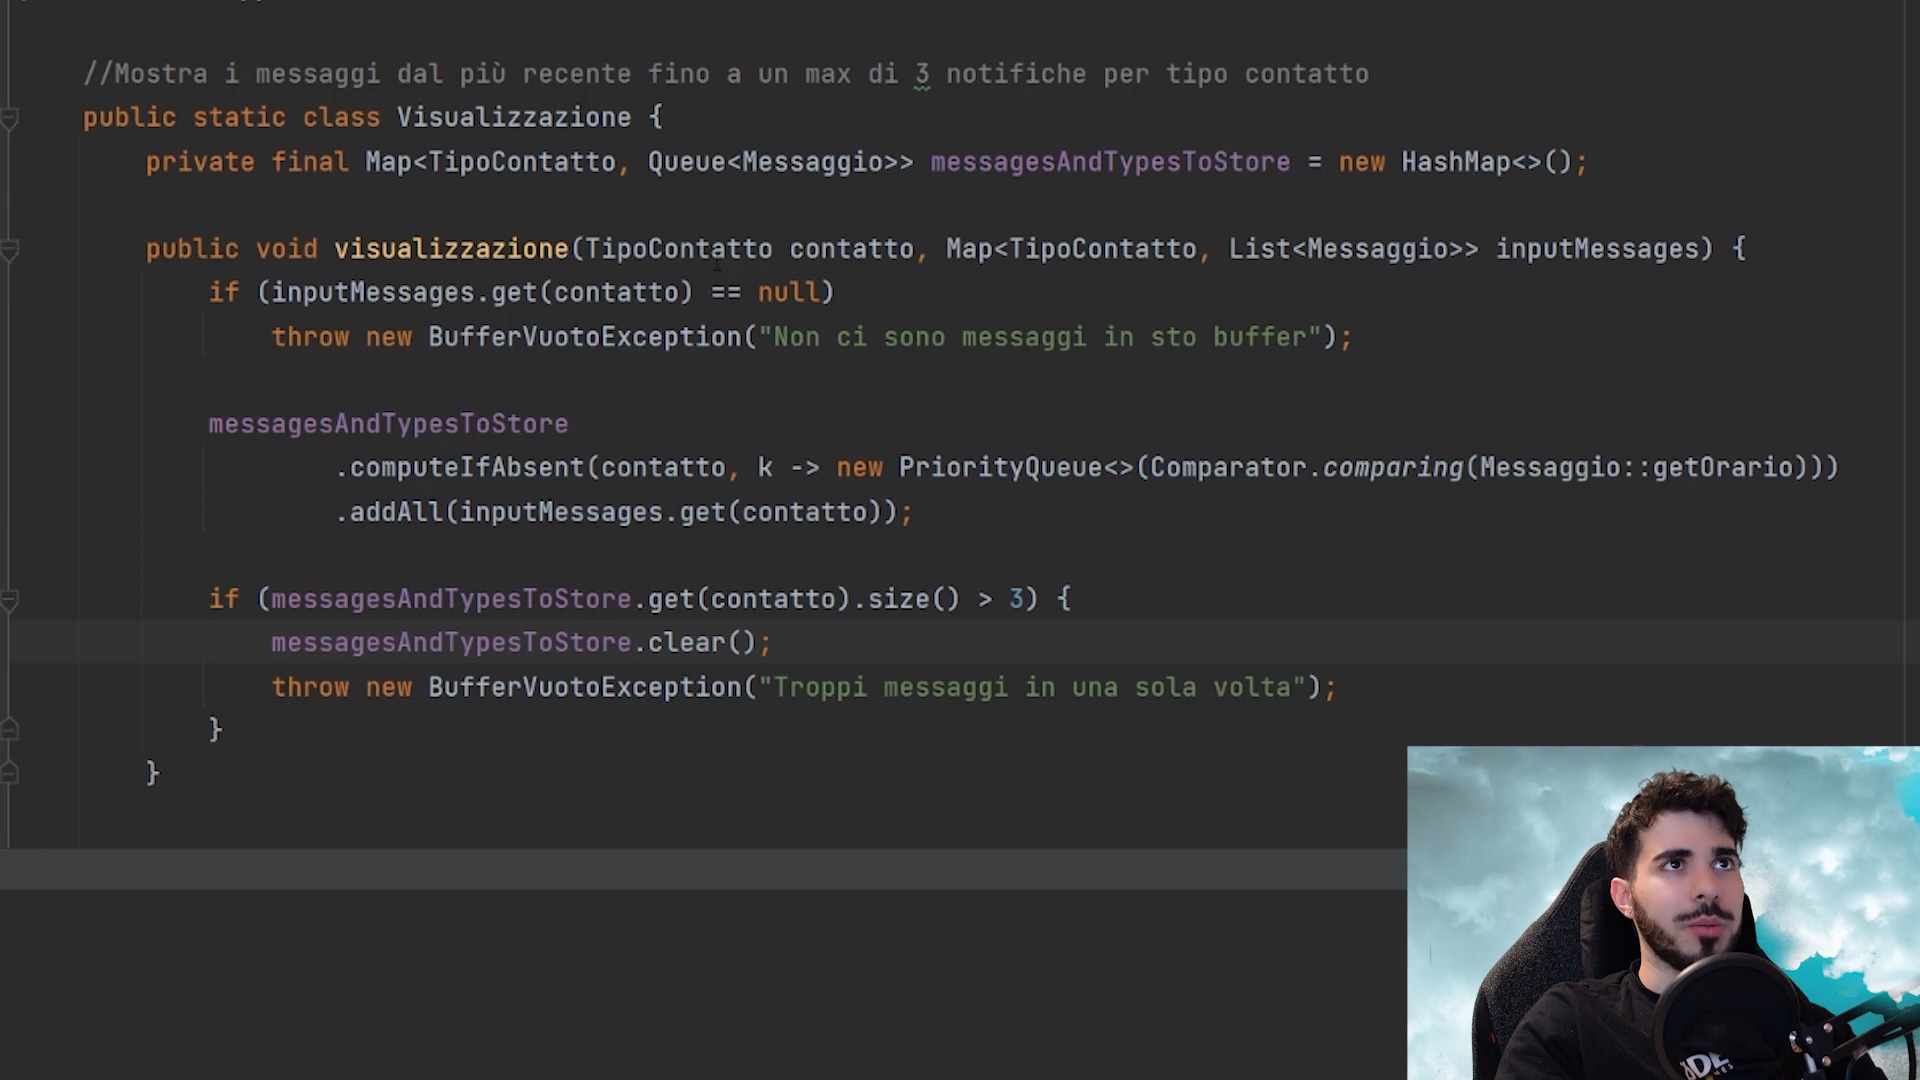 //Mostra i messaggi dal più recente fino a un max di 3 notifiche per tipo contatto
public static class Visualizzazione {
private final Map<TipoContatto, Queue<Messaggio>> messagesAndTypesToStore = new HashMap<>();
public void visualizzazione(TipoContatto contatto, Map<TipoContatto, List<Messaggio>> inputMessages) {
if (inputMessages.get(contatto) == null)
throw new BufferVuotoException("Non ci sono messaggi in sto buffer");
messagesAndTypesToStore
.computeIfAbsent(contatto, k -> new PriorityQueue<>(Comparator.comparing(Messaggio::getOrario)))
.addAll(inputMessages.get(contatto));
if (messagesAndTypesToStore.get(contatto).size() > 3) {
messagesAndTypesToStore.clear();
throw new BufferVuotoException("Troppi messaggi in una sola volta");
}
}